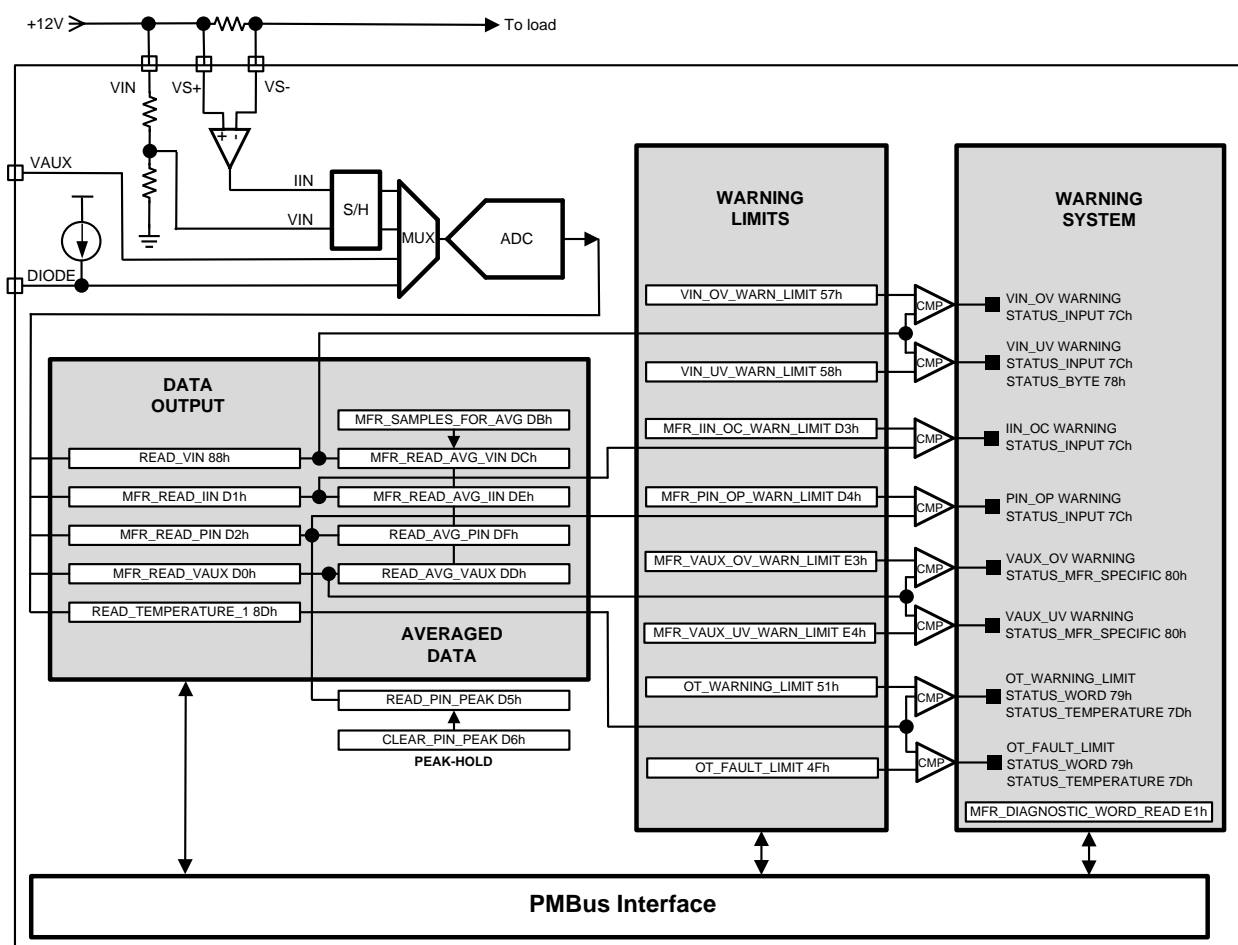 +12V
To load
VIN
VS+
VS-
+ -
VAUX
IIN
VIN
S/H
MUX
ADC
DIODE
DATA
OUTPUT
MFR_SAMPLES_FOR_AVG DBh
READ_VIN 88h
MFR_READ_AVG_VIN DCh
MFR_READ_IIN D1h
MFR_READ_AVG_IIN DEh
MFR_READ_PIN D2h
READ_AVG_PIN DFh
MFR_READ_VAUX D0h
READ_AVG_VAUX DDh
READ_TEMPERATURE_1 8Dh
AVERAGED
DATA
READ_PIN_PEAK D5h
CLEAR_PIN_PEAK D6h
PEAK-HOLD
WARNING
LIMITS
VIN_OV_WARN_LIMIT 57h
VIN_UV_WARN_LIMIT 58h
MFR_IIN_OC_WARN_LIMIT D3h
MFR_PIN_OP_WARN_LIMIT D4h
MFR_VAUX_OV_WARN_LIMIT E3h
MFR_VAUX_UV_WARN_LIMIT E4h
OT_WARNING_LIMIT 51h
OT_FAULT_LIMIT 4Fh
CMP
CMP
CMP
CMP
CMP
CMP
CMP
CMP
WARNING
SYSTEM
VIN_OV WARNING
STATUS_INPUT 7Ch
VIN_UV WARNING
STATUS_INPUT 7Ch
STATUS_BYTE 78h
IIN_OC WARNING
STATUS_INPUT 7Ch
PIN_OP WARNING
STATUS_INPUT 7Ch
VAUX_OV WARNING
STATUS_MFR_SPECIFIC 80h
VAUX_UV WARNING
STATUS_MFR_SPECIFIC 80h
OT_WARNING_LIMIT
STATUS_WORD 79h
STATUS_TEMPERATURE 7Dh
OT_FAULT_LIMIT
STATUS_WORD 79h
STATUS_TEMPERATURE 7Dh
MFR_DIAGNOSTIC_WORD_READ E1h
PMBus Interface